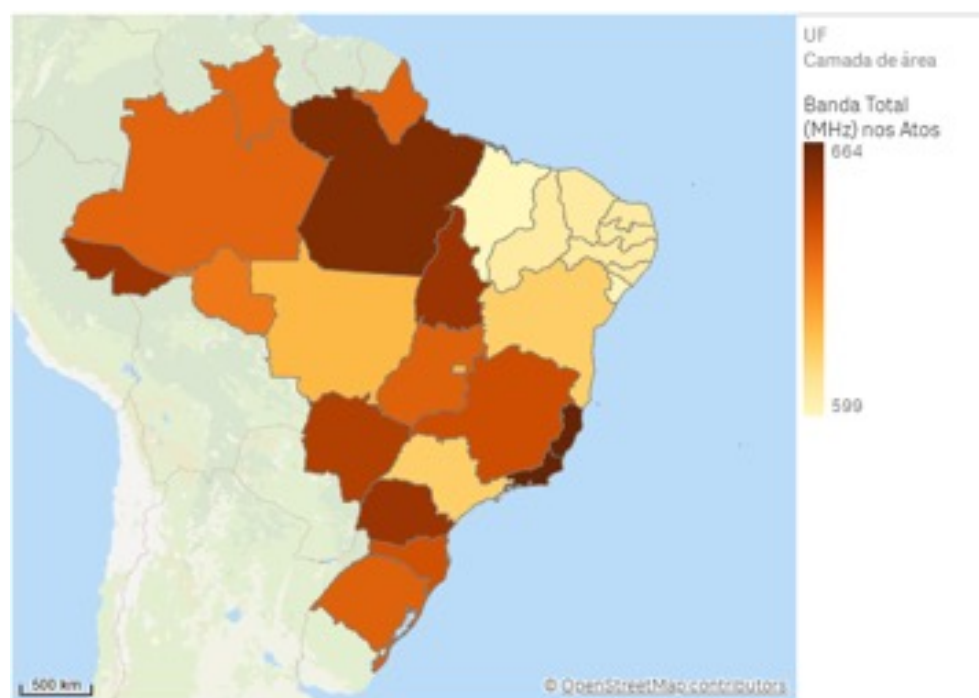 UF
Camada de área
Banda Total
(MHz) nos Atos
664
599
500 km
© OpenStreetMap contributors